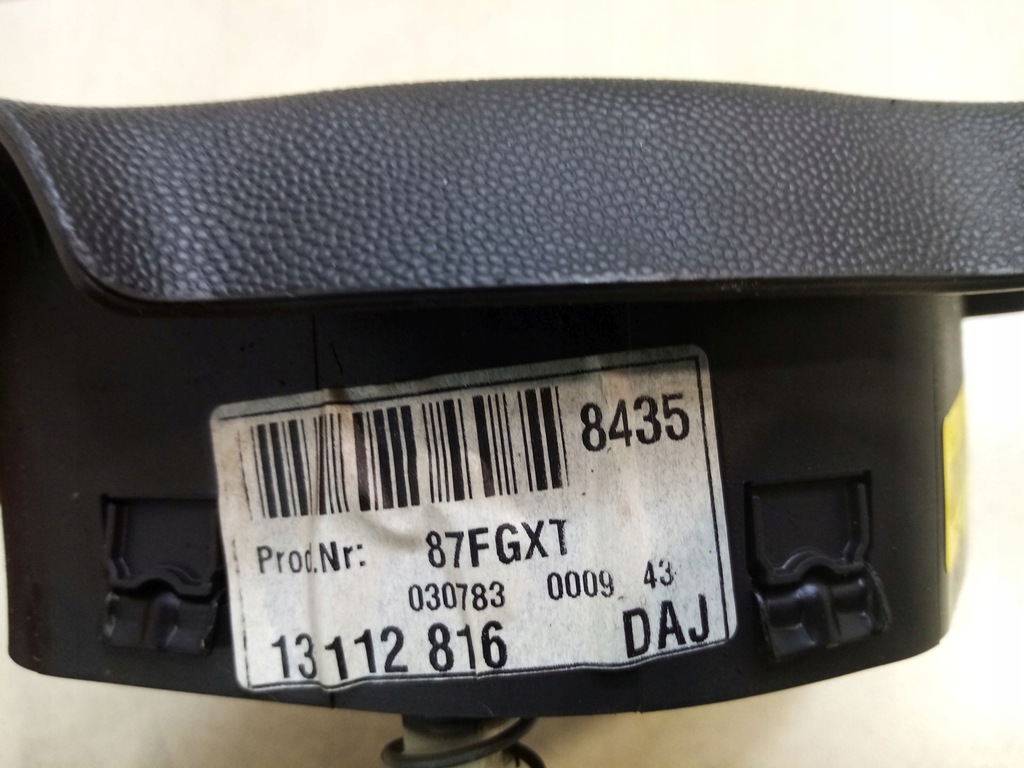 8435
Prod.Nr: 87FGXT
030783 0009 43
13112 816 DAJ